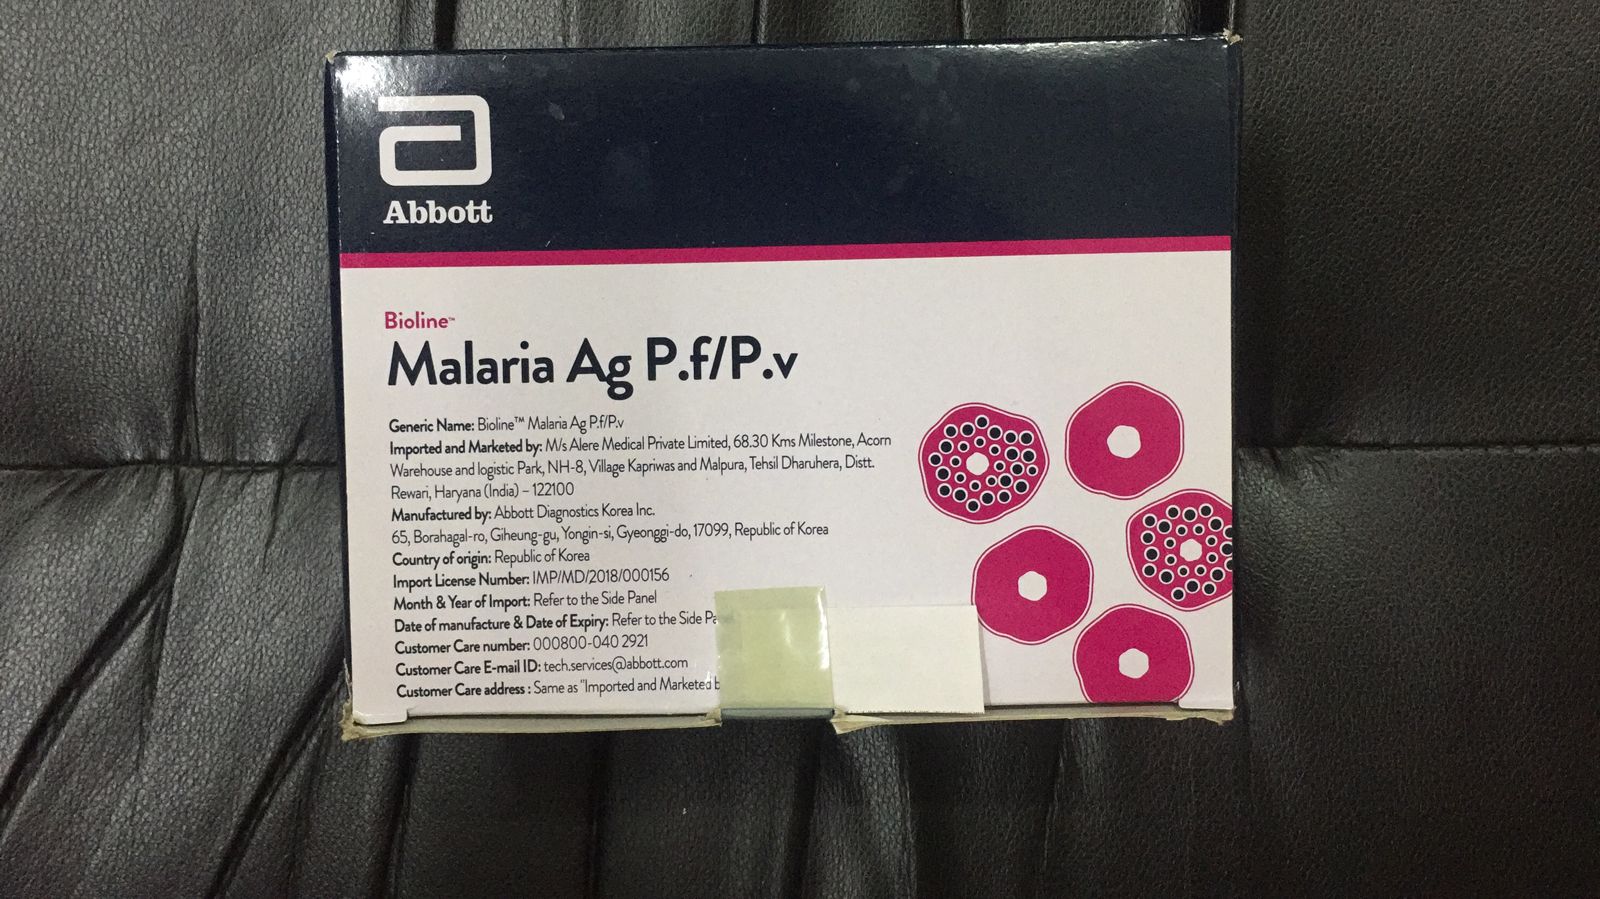 Abbott
Bioline™
Malaria Ag P.f/P.v
Generic Name: Bioline™ Malaria Ag P.f/P.v
Imported and Marketed by: M/s Alere Medical Private Limited, 68.30 Kms Milestone, Acorn
Warehouse and logistic Park, NH-8, Village Kapriwas and Malpura, Tehsil Dharuhera, Distt.
Rewari, Haryana (India) – 122100
Manufactured by: Abbott Diagnostics Korea Inc.
65, Borahagal-ro, Giheung-gu, Yongin-si, Gyeonggi-do, 17099, Republic of Korea
Country of origin: Republic of Korea
Import License Number: IMP/MD/2018/000156
Month & Year of Import: Refer to the Side Panel
Date of manufacture & Date of Expiry: Refer to the Side
Customer Care number: 000800-040 2921
Customer Care E-mail ID: tech.services@abbott.com
Customer Care address : Same as "Imported and Marketed